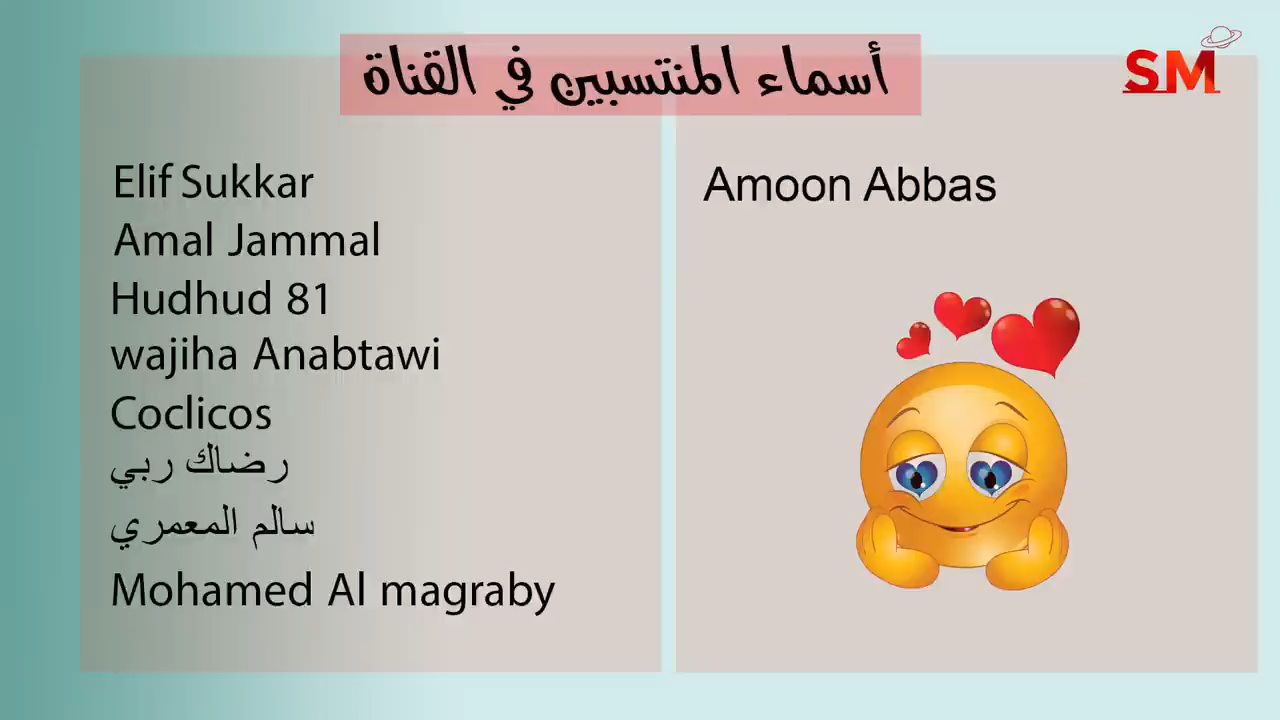 أسماء المنتسبين في القناة
SM
Elif Sukkar
Amal Jammal
Hudhud 81
wajiha Anabtawi
Coclicos
رضاك ربي
سالم المعمري
Mohamed Al magraby
Amoon Abbas